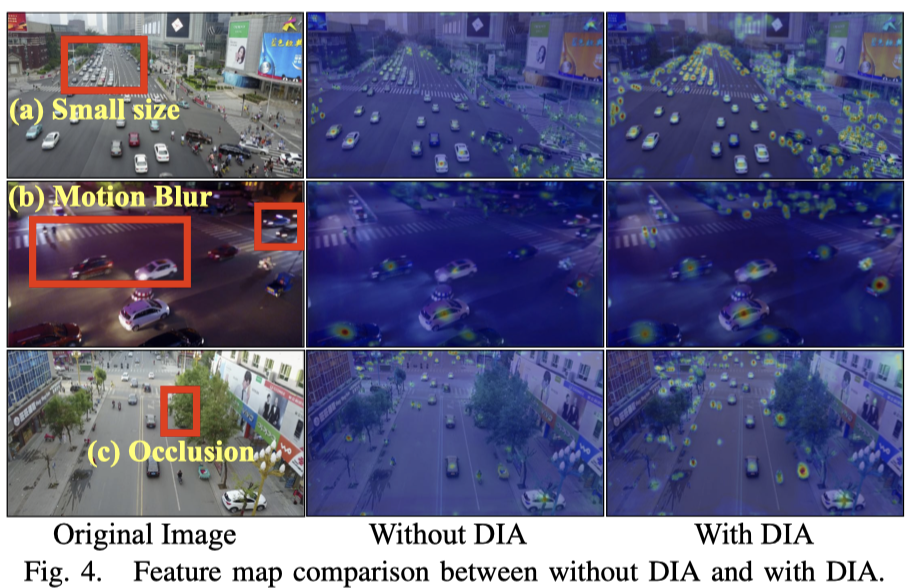 (a) Small size
(b) Motion Blur
(c) Occlusion
Original Image
Without DIA
With DIA
Fig. 4. Feature map comparison between without DIA and with DIA.